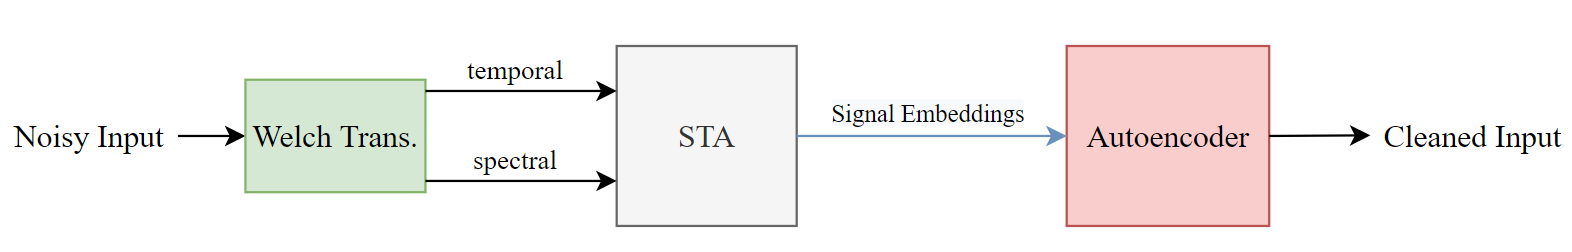 Noisy Input
Welch Trans.
temporal
spectral
STA
Signal Embeddings
Autoencoder
Cleaned Input